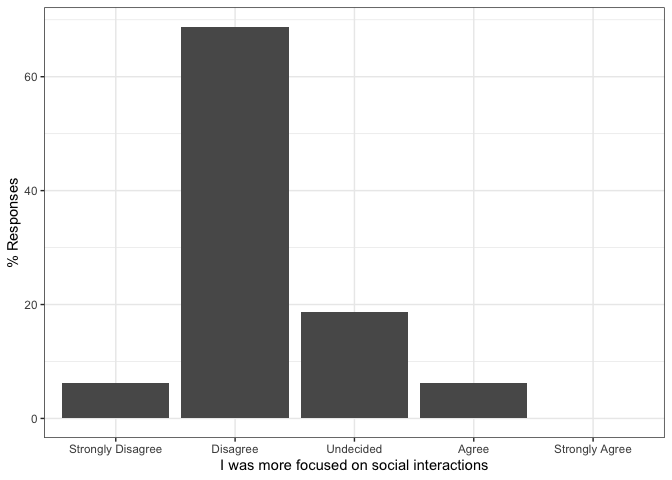 % Responses
60
40
20
0
Strongly Disagree
Disagree
Undecided
Agree
Strongly Agree
I was more focused on social interactions